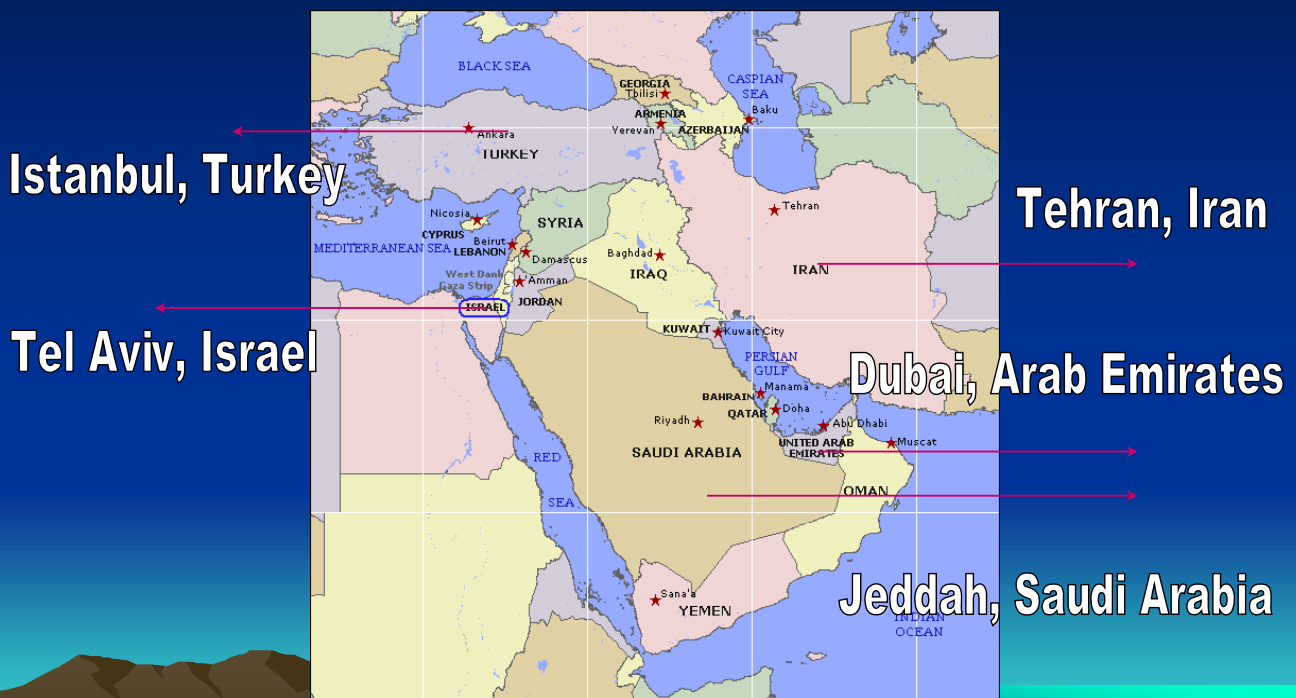 BLACK SEA
GEORGIA
Tbilisi
CASPIAN
SEA
ARMENIA
Baku
Yerevan
AZERBAIJAN
Ankara
TURKEY
Istanbul, Turkey
Tehran, Iran
Tehran
Nicosia
SYRIA
CYPRUS
Beirut
MEDITERRANEAN SEA
LEBANON
Damascus
Baghdad
IRAQ
IRAN
West Bank
Gaza Strip
Amman
ISRAEL
JORDAN
KUWAIT
Kuwait City
Tel Aviv, Israel
PERSIAN
GULF
Dubai, Arab Emirates
Manama
BAHRAIN
QATAR
Doha
Riyadh
Abu Dhabi
UNITED ARAB
EMIRATES
Muscat
SAUDI ARABIA
RED
SEA
OMAN
Sana'a
YEMEN
Jeddah, Saudi Arabia
INDIAN
OCEAN